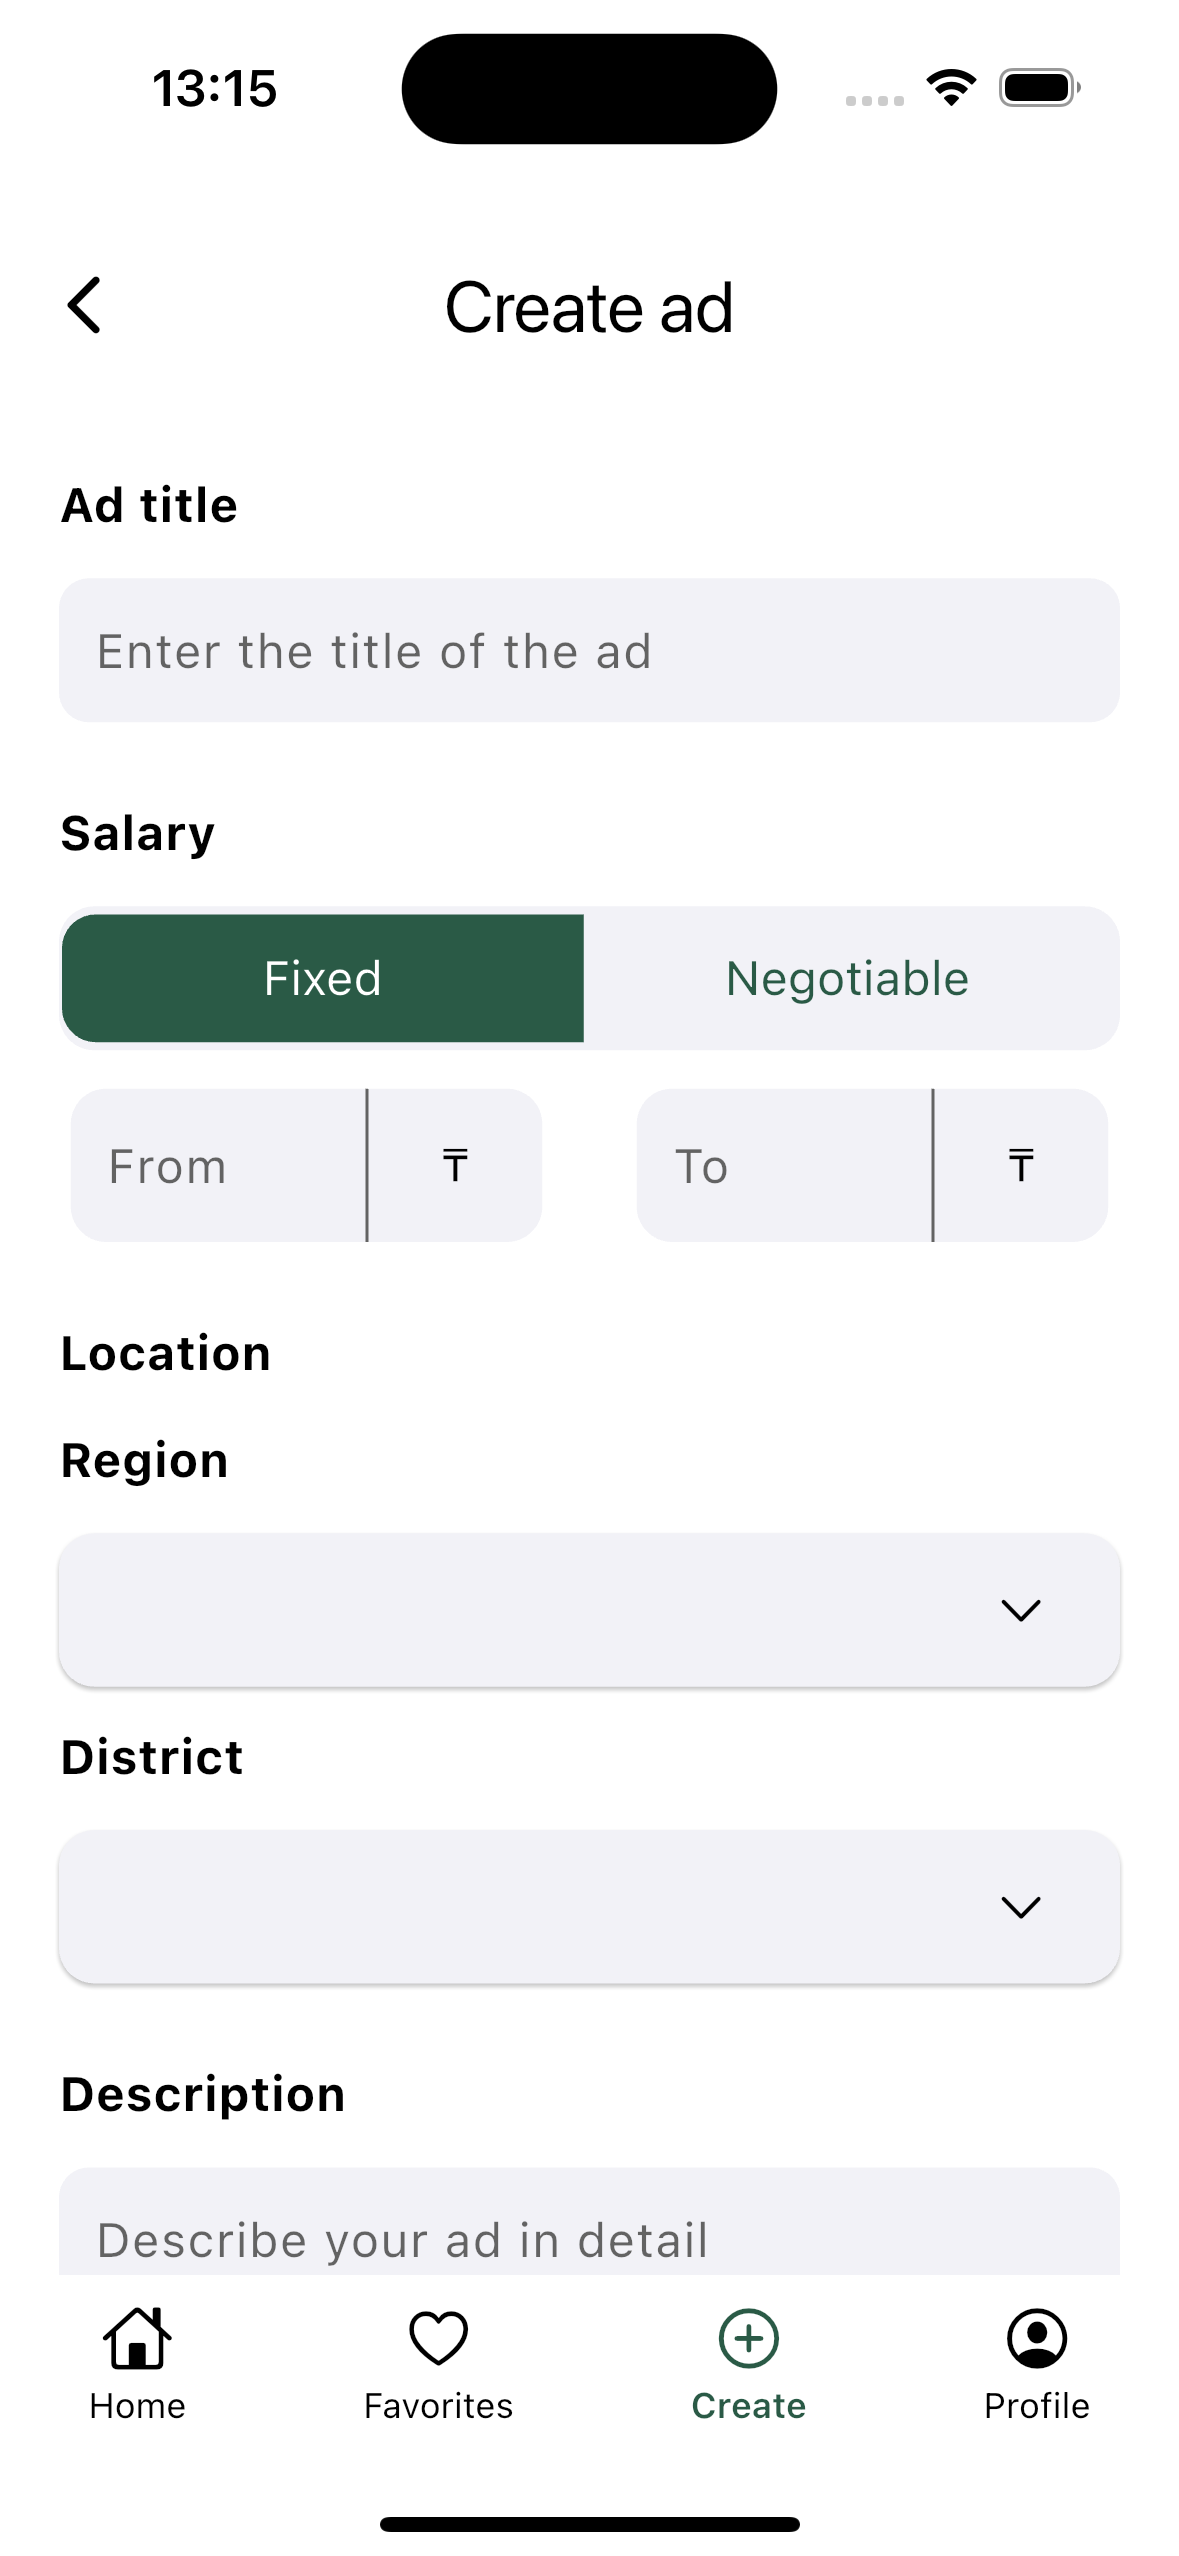 13:15
Create ad
Ad title
Enter the title of the ad
Salary
Fixed Negotiable
From ₸ To ₸
Location
Region
District
Description
Describe your ad in detail
Home Favorites Create Profile